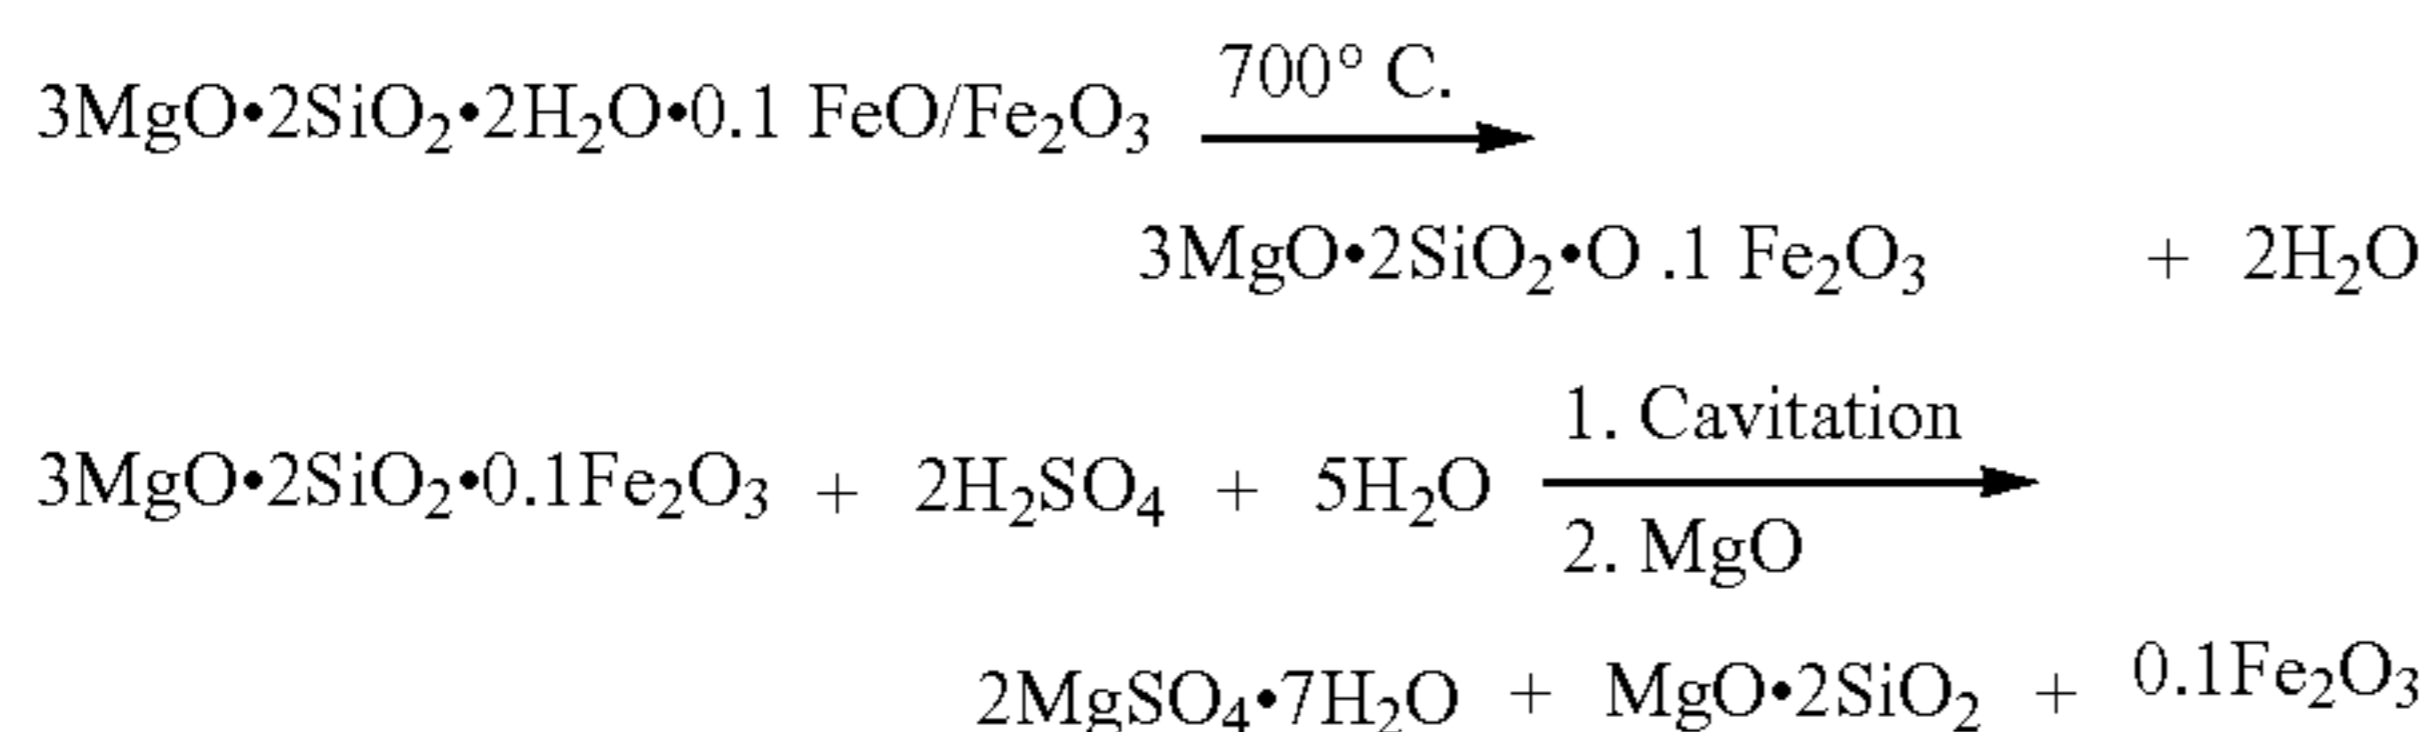 3MgO•2SiO₂•2H₂O•0.1 FeO/Fe₂O₃ 700° C.
3MgO•2SiO₂•O .1 Fe₂O₃ + 2H₂O
3MgO•2SiO₂•0.1Fe₂O₃ + 2H₂SO₄ + 5H₂O 1. Cavitation
2. MgO
2MgSO₄•7H₂O + MgO•2SiO₂ + 0.1Fe₂O₃